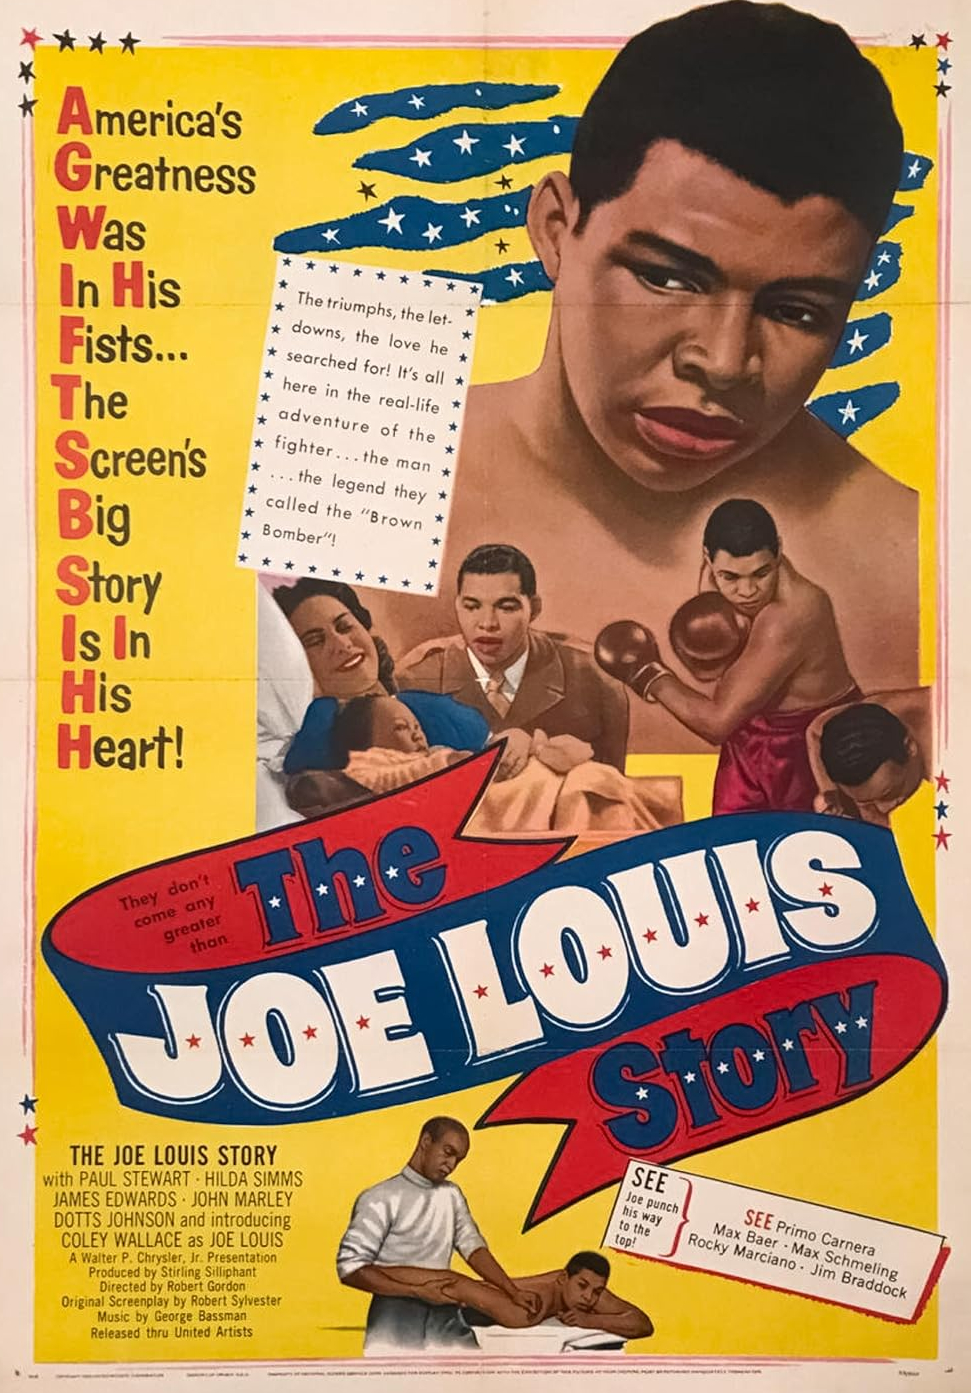 America's
Greatness
Was
In His
Fists...
The
Screen's
Big
Story
Is In
His
Heart!
The triumphs, the let-
downs, the love he
searched for! It's all
here in the real-life
adventure of the
fighter...the man
...the legend they
called the "Brown
Bomber"!
They don't
come any
greater
than
The
JOE LOUIS
Story
THE JOE LOUIS STORY
with PAUL STEWART · HILDA SIMMS
JAMES EDWARDS · JOHN MARLEY
DOTTS JOHNSON and introducing
COLEY WALLACE as JOE LOUIS
A Walter P. Chrysler, Jr. Presentation
Produced by Stirling Silliphant
Directed by Robert Gordon
Original Screenplay by Robert Sylvester
Music by George Bassman
Released thru United Artists
SEE
Joe punch
his way
to the
top!
SEE Primo Carnera
Max Baer · Max Schmeling
Rocky Marciano · Jim Braddock